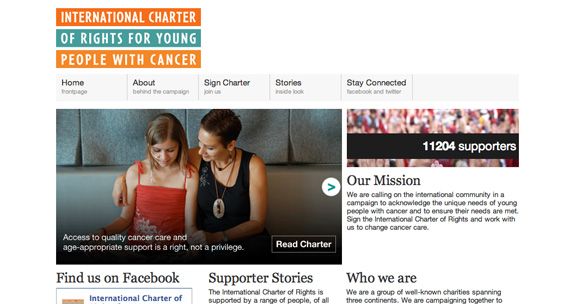 INTERNATIONAL CHARTER
OF RIGHTS FOR YOUNG
PEOPLE WITH CANCER
Home
frontpage
About
behind the campaign
Sign Charter
join us
Stories
inside look
Stay Connected
facebook and twitter
Access to quality cancer care and
age-appropriate support is a right, not a privilege.
Read Charter
>
11204 supporters
Our Mission
We are calling on the international community in a
campaign to acknowledge the unique needs of young
people with cancer and to ensure their needs are met.
Sign the International Charter of Rights and work with
us to change cancer care.
Find us on Facebook
International Charter of
Supporter Stories
The International Charter of Rights is
supported by a range of people, of all
Who we are
We are a group of well-known charities spanning
three continents. We are campaigning together to